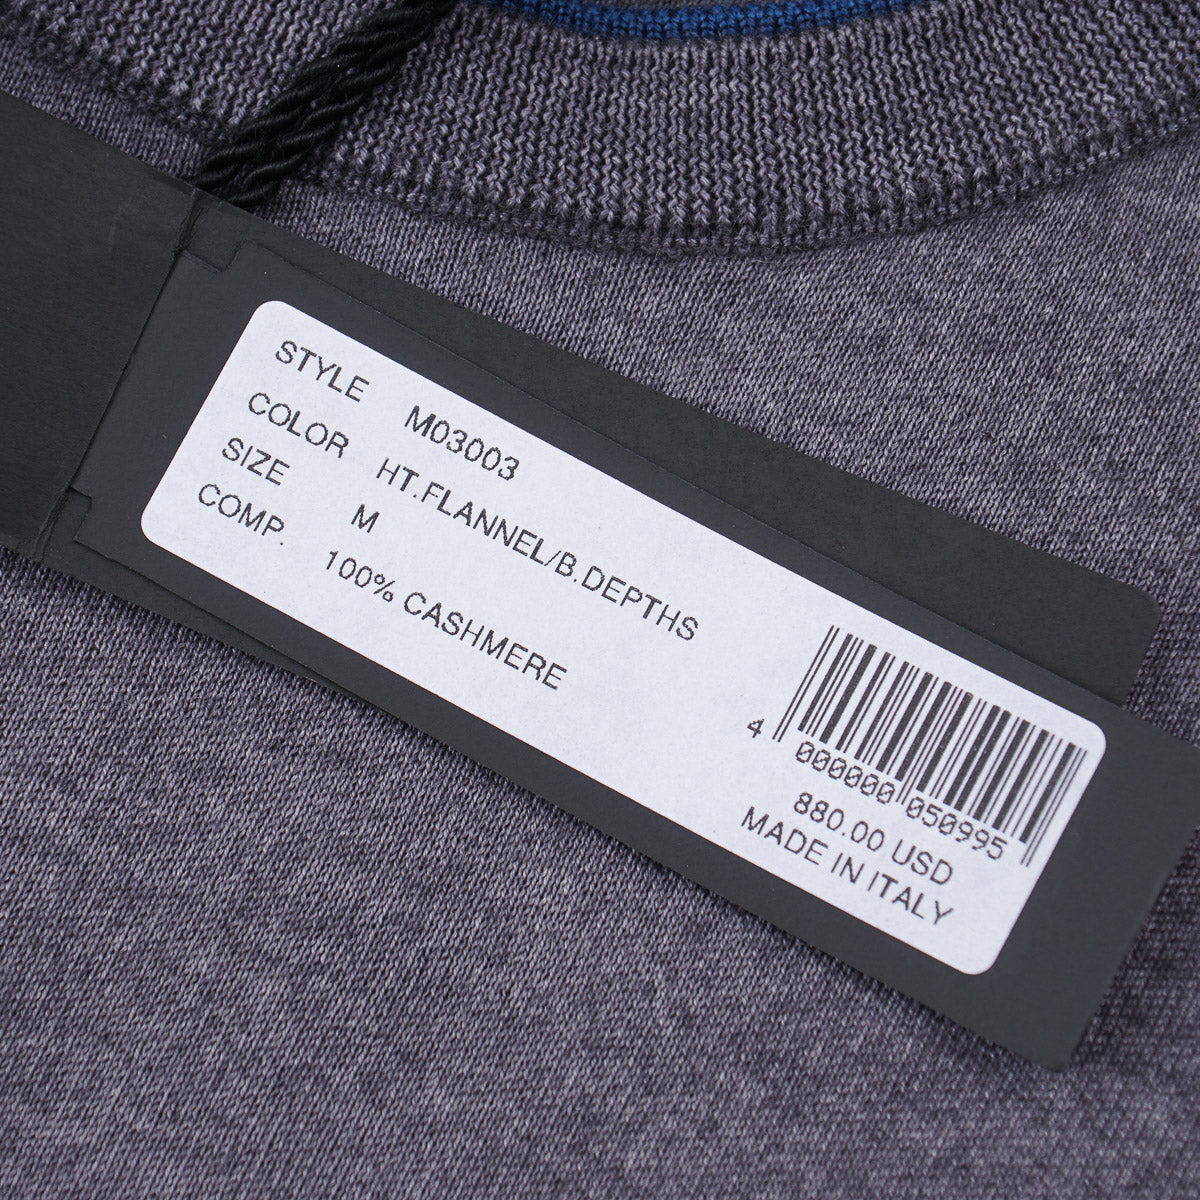 STYLE M03003
COLOR HT.FLANNEL/B.DEPTHS
SIZE M
COMP. 100% CASHMERE
4 000000 050995
880.00 USD
MADE IN ITALY